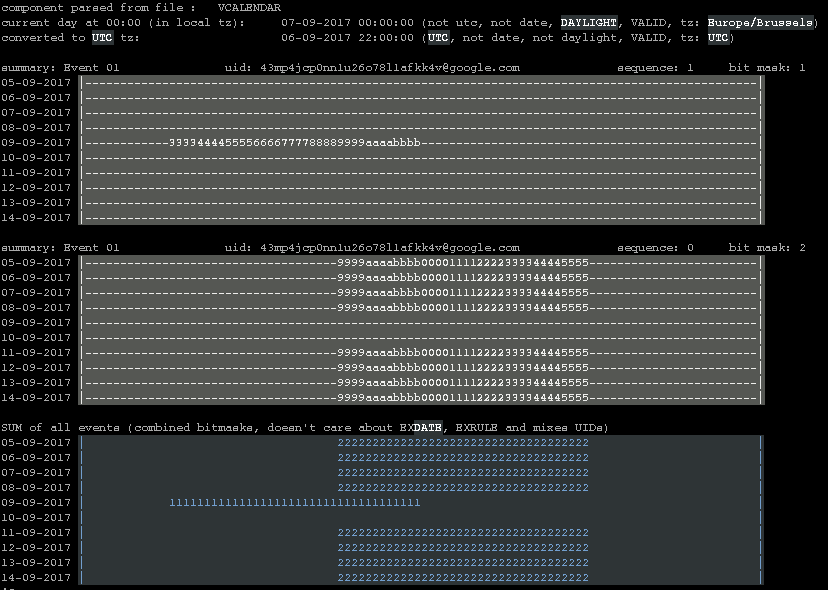 component parsed from file :   VCALENDAR
current day at 00:00 (in local tz):     07-09-2017 00:00:00 (not utc, not date, DAYLIGHT, VALID, tz: Europe/Brussels)
converted to UTC tz:                    06-09-2017 22:00:00 (UTC, not date, not daylight, VALID, tz: UTC)
summary: Event 01               uid: 43mp4jcp0nn1u26o78l1afkk4v@google.com              sequence: 1     bit mask: 1
05-09-2017 |------------------------------------------------------------------------------------------------|
06-09-2017 |------------------------------------------------------------------------------------------------|
07-09-2017 |------------------------------------------------------------------------------------------------|
08-09-2017 |------------------------------------------------------------------------------------------------|
09-09-2017 |------------3333444455556666777788889999aaaabbbb------------------------------------------------|
10-09-2017 |------------------------------------------------------------------------------------------------|
11-09-2017 |------------------------------------------------------------------------------------------------|
12-09-2017 |------------------------------------------------------------------------------------------------|
13-09-2017 |------------------------------------------------------------------------------------------------|
14-09-2017 |------------------------------------------------------------------------------------------------|
summary: Event 01               uid: 43mp4jcp0nn1u26o78l1afkk4v@google.com              sequence: 0     bit mask: 2
05-09-2017 |------------------------------------9999aaaabbbb000011112222333344445555------------------------|
06-09-2017 |------------------------------------9999aaaabbbb000011112222333344445555------------------------|
07-09-2017 |------------------------------------9999aaaabbbb000011112222333344445555------------------------|
08-09-2017 |------------------------------------9999aaaabbbb000011112222333344445555------------------------|
09-09-2017 |------------------------------------------------------------------------------------------------|
10-09-2017 |------------------------------------------------------------------------------------------------|
11-09-2017 |------------------------------------9999aaaabbbb000011112222333344445555------------------------|
12-09-2017 |------------------------------------9999aaaabbbb000011112222333344445555------------------------|
13-09-2017 |------------------------------------9999aaaabbbb000011112222333344445555------------------------|
14-09-2017 |------------------------------------9999aaaabbbb000011112222333344445555------------------------|
SUM of all events (combined bitmasks, doesn't care about EXDATE, EXRULE and mixes UIDs)
05-09-2017 |                                    222222222222222222222222222222222222                        |
06-09-2017 |                                    222222222222222222222222222222222222                        |
07-09-2017 |                                    222222222222222222222222222222222222                        |
08-09-2017 |                                    222222222222222222222222222222222222                        |
09-09-2017 |            111111111111111111111111111111111111                                                |
10-09-2017 |                                                                                                |
11-09-2017 |                                    222222222222222222222222222222222222                        |
12-09-2017 |                                    222222222222222222222222222222222222                        |
13-09-2017 |                                    222222222222222222222222222222222222                        |
14-09-2017 |                                    222222222222222222222222222222222222                        |